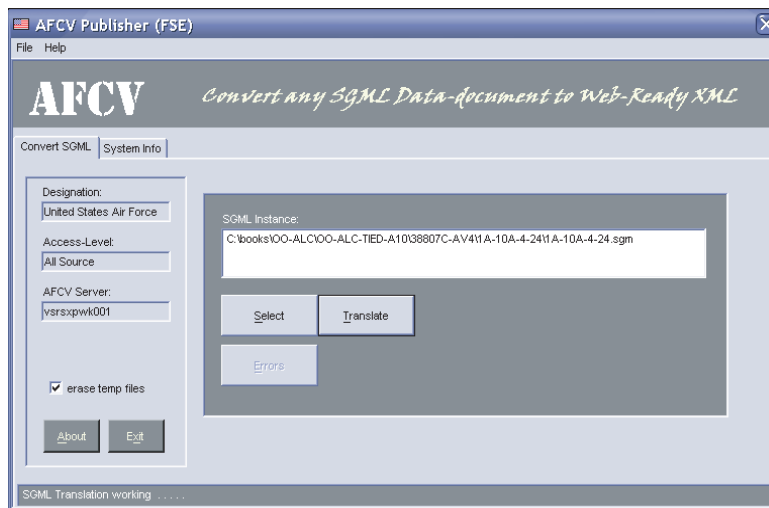 AFCV Publisher (FSE)
File Help
AFCV Convert any SGML Data-document to Web-Ready XML
Convert SGML System Info
Designation:
United States Air Force
Access-Level:
All Source
AFCV Server:
vsrsxpwk001
erase temp files
About Exit
SGML Instance:
C:\books\OO-ALC\OO-ALC-TIED-A10\38807C-AV4\1A-10A-4-24\1A-10A-4-24.sgm
Select Translate
Errors
SGML Translation working . . . . .